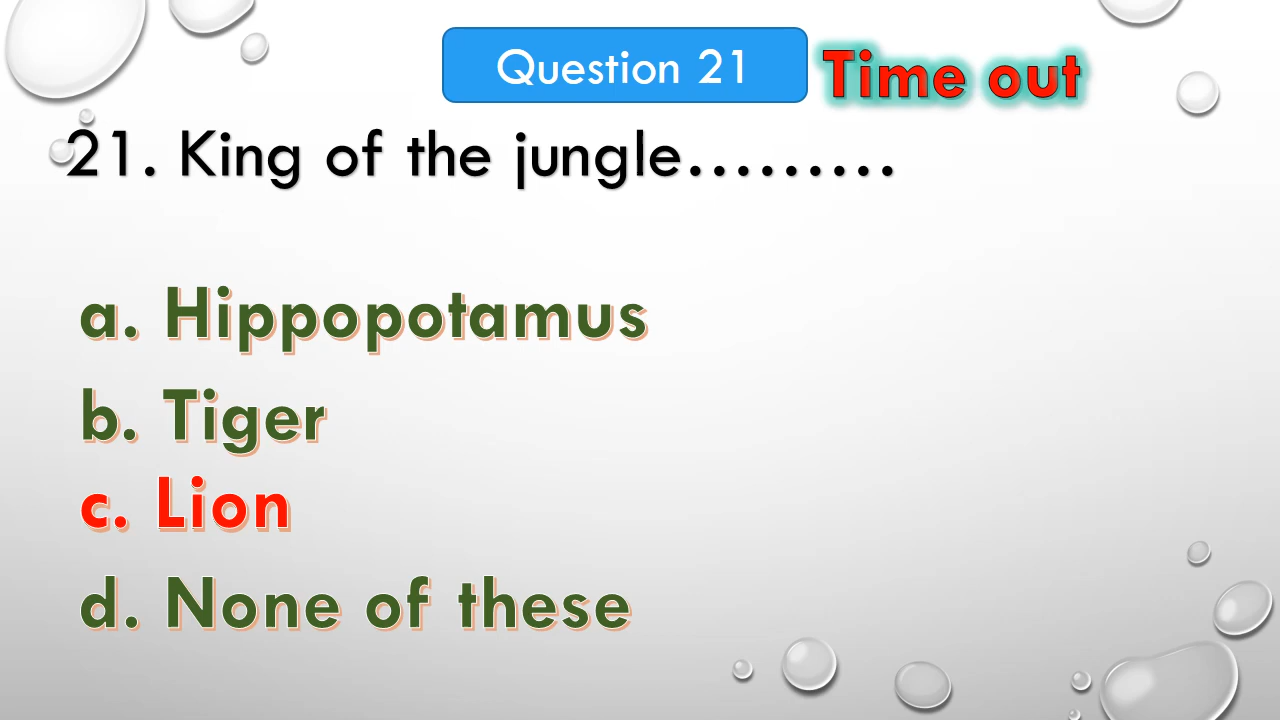 Question 21
Time out
21. King of the jungle.........
a. Hippopotamus
b. Tiger
c. Lion
d. None of these